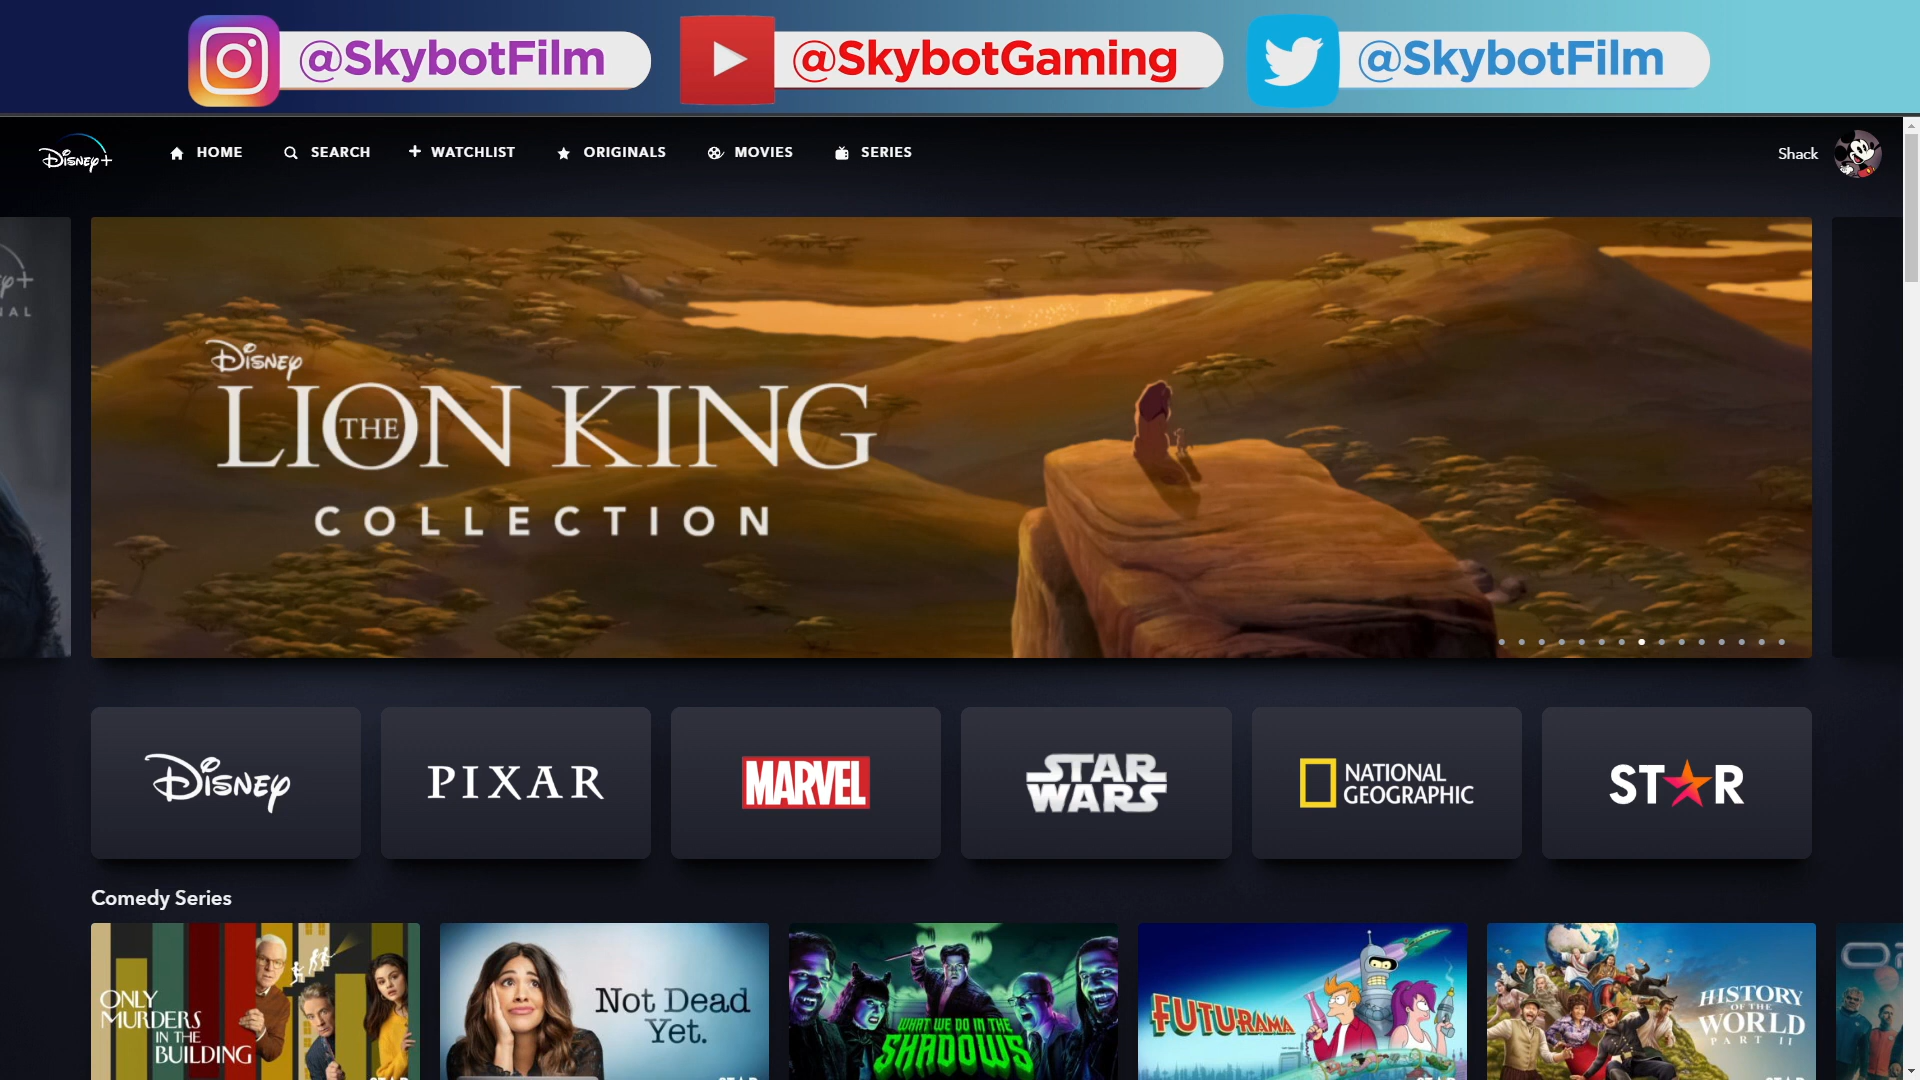 @SkybotFilm
@SkybotGaming
@SkybotFilm
Disney+
HOME
SEARCH
WATCHLIST
ORIGINALS
MOVIES
SERIES
Shack
Disney
THE
LION KING
COLLECTION
Disney
PIXAR
MARVEL
STAR
WARS
NATIONAL
GEOGRAPHIC
STAR
Comedy Series
ONLY
MURDERS
IN THE
BUILDING
Not Dead
Yet.
WHAT WE DO IN THE
SHADOWS
FUTURAMA
HISTORY
OF THE
WORLD
PART II